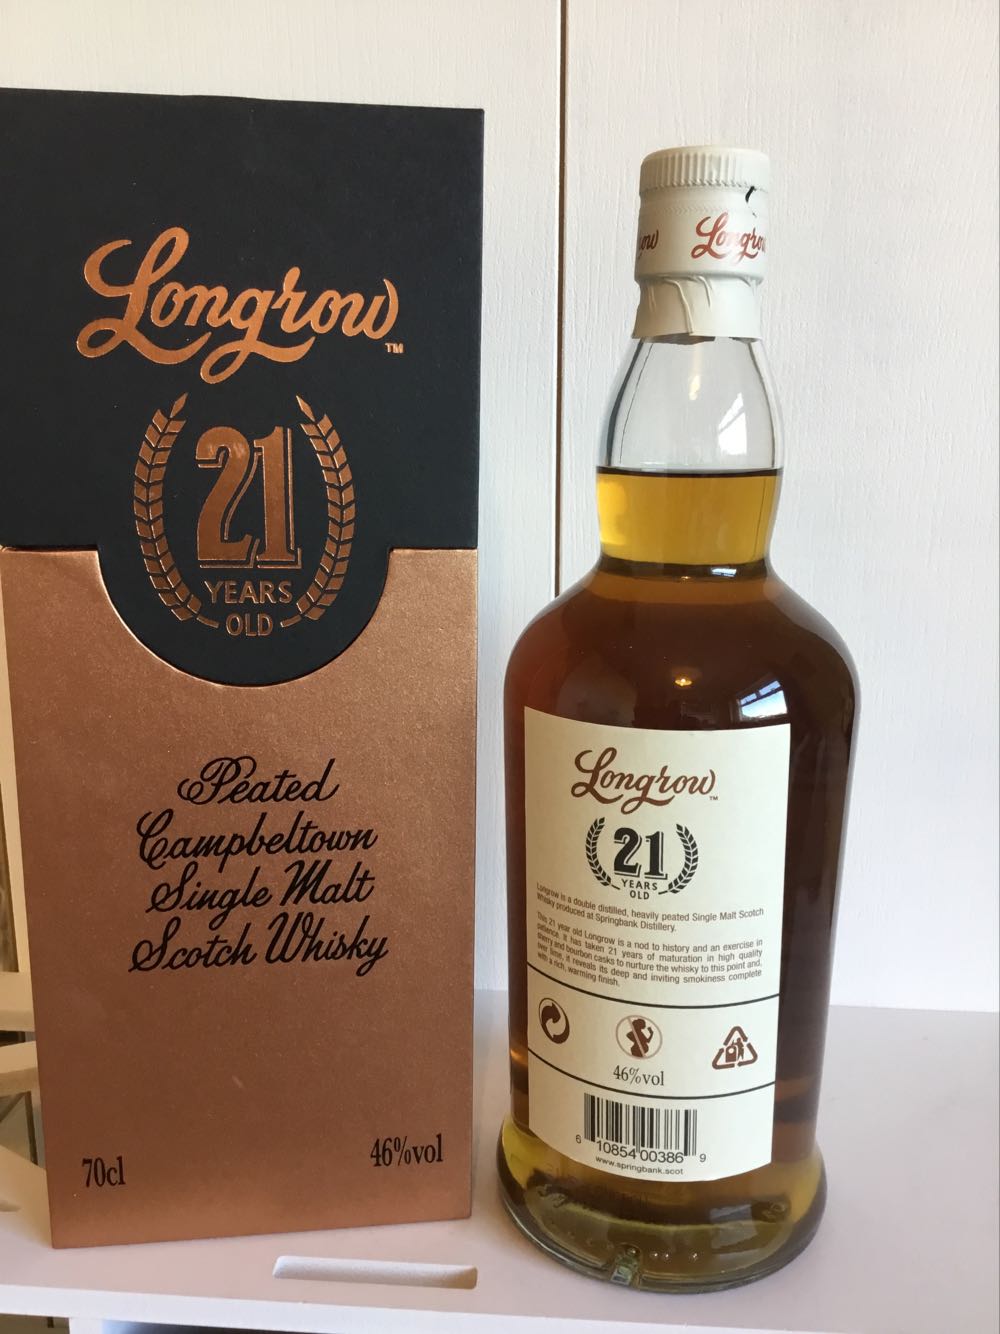 Longrow
TM
21
YEARS
OLD
Peated
Campbeltown
Single Malt
Scotch Whisky
70cl
46%vol
Longrow
Longrow
TM
21
YEARS
OLD
Longrow is a double distilled, heavily peated Single Malt Scotch
Whisky produced at Springbank Distillery.
This 21 year old Longrow is a nod to history and an exercise in
patience. It has taken 21 years of maturation in high quality
sherry and bourbon casks to nurture the whisky to this point and,
over time, it reveals its deep and inviting smokiness complete
with a rich, warming finish.
46%vol
6 10854 00386 9
www.springbank.scot